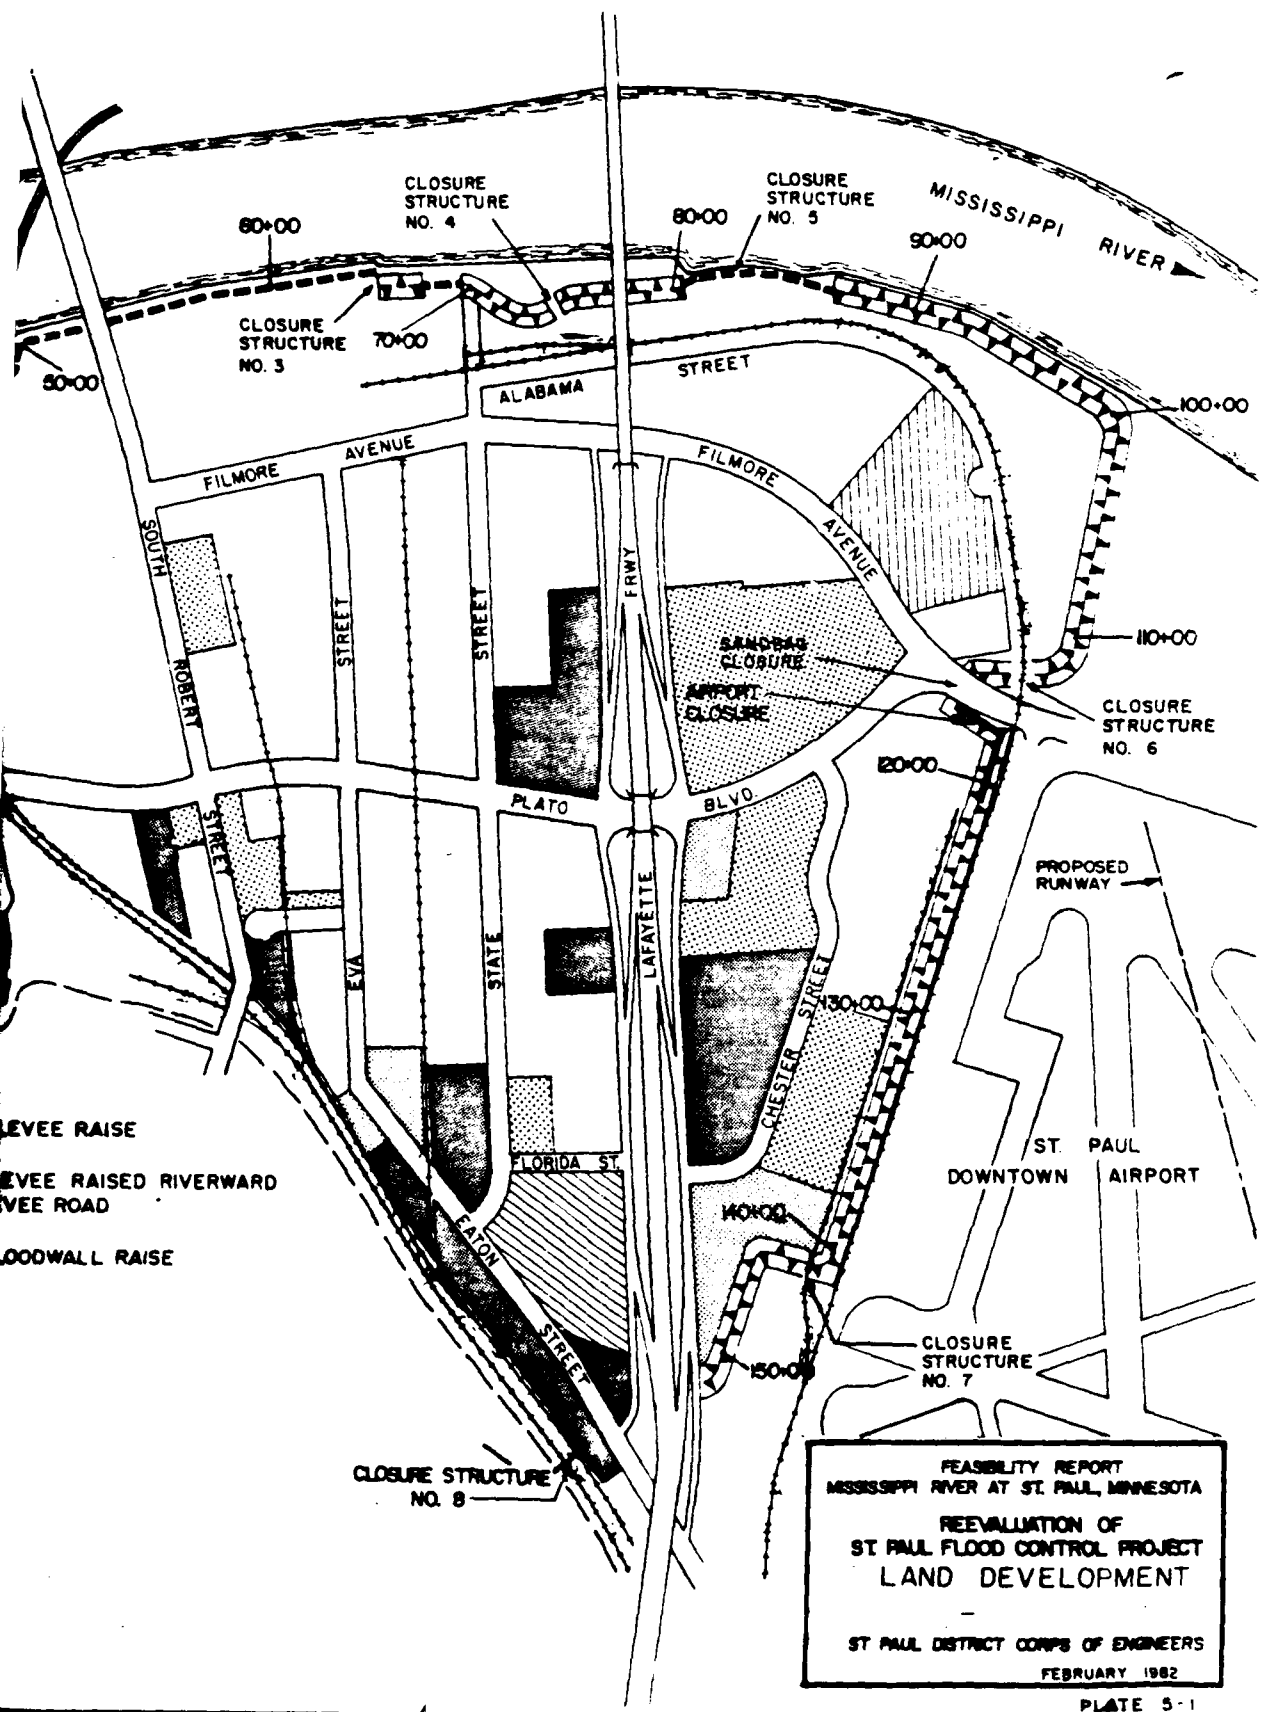 CLOSURE
STRUCTURE
NO. 4
CLOSURE
STRUCTURE
NO. 5
MISSISSIPPI RIVER
60+00
80+00
90+00
CLOSURE
STRUCTURE
NO. 3
70+00
50+00
ALABAMA STREET
100+00
FILMORE AVENUE
FILMORE AVENUE
SOUTH ROBERT STREET
STREET
STREET
FRWY
SANDBAG
CLOSURE
AIRPORT
CLOSURE
110+00
CLOSURE
STRUCTURE
NO. 6
120+00
PLATO BLVD.
PROPOSED
RUNWAY
EVA
STATE
LAFAYETTE
CHESTER STREET
130+00
LEVEE RAISE
EVEE RAISED RIVERWARD
VEE ROAD
LOODWALL RAISE
FLORIDA ST.
ST. PAUL
DOWNTOWN AIRPORT
140+00
EATON STREET
150+00
CLOSURE
STRUCTURE
NO. 7
CLOSURE STRUCTURE
NO. 8
FEASIBILITY REPORT
MISSISSIPPI RIVER AT ST. PAUL, MINNESOTA
REEVALUATION OF
ST. PAUL FLOOD CONTROL PROJECT
LAND DEVELOPMENT
ST PAUL DISTRICT CORPS OF ENGINEERS
FEBRUARY 1982
PLATE 5-1